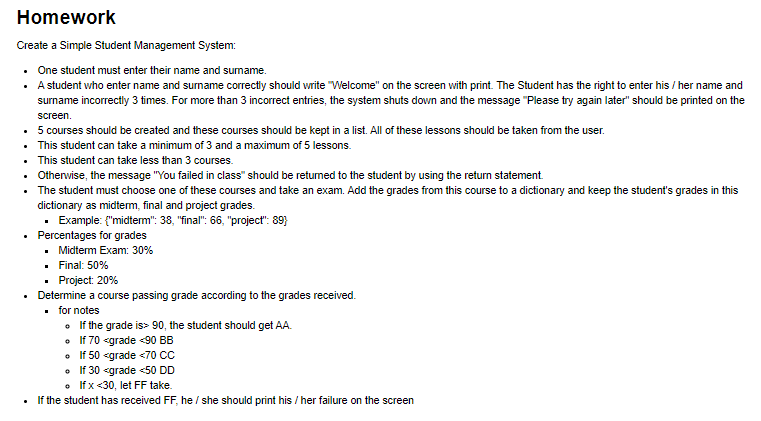 Homework
Create a Simple Student Management System:
• One student must enter their name and surname.
• A student who enter name and surname correctly should write "Welcome" on the screen with print. The Student has the right to enter his / her name and
surname incorrectly 3 times. For more than 3 incorrect entries, the system shuts down and the message "Please try again later" should be printed on the
screen.
• 5 courses should be created and these courses should be kept in a list. All of these lessons should be taken from the user.
• This student can take a minimum of 3 and a maximum of 5 lessons.
• This student can take less than 3 courses.
• Otherwise, the message "You failed in class" should be returned to the student by using the return statement.
• The student must choose one of these courses and take an exam. Add the grades from this course to a dictionary and keep the student's grades in this
dictionary as midterm, final and project grades.
▪ Example: {"midterm": 38, "final": 66, "project": 89}
• Percentages for grades
▪ Midterm Exam: 30%
▪ Final: 50%
▪ Project: 20%
• Determine a course passing grade according to the grades received.
▪ for notes
∘ If the grade is> 90, the student should get AA.
∘ If 70 <grade <90 BB
∘ If 50 <grade <70 CC
∘ If 30 <grade <50 DD
∘ If x <30, let FF take.
• If the student has received FF, he / she should print his / her failure on the screen